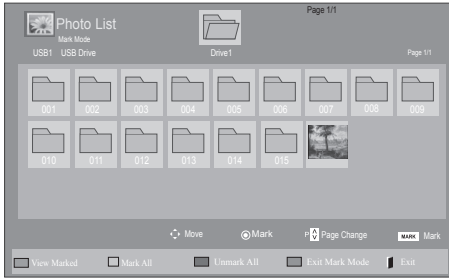 Page 1/1
Photo List
Mark Mode
USB1 USB Drive Drive1 Page 1/1
001 002 003 004 005 006 007 008 009
010 011 012 013 014 015
Move Mark P Page Change MARK Mark
View Marked Mark All Unmark All Exit Mark Mode Exit